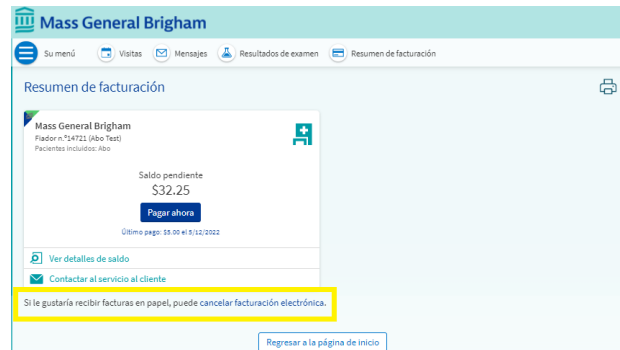 Mass General Brigham
Su menú Visitas Mensajes Resultados de examen Resumen de facturación
Resumen de facturación
Mass General Brigham
Fiador n.º14721 (Abo Test)
Pacientes incluidos: Abo
Saldo pendiente
$32.25
Pagar ahora
Último pago: $5.00 el 5/12/2022
Ver detalles de saldo
Contactar al servicio al cliente
Si le gustaría recibir facturas en papel, puede cancelar facturación electrónica.
Regresar a la página de inicio